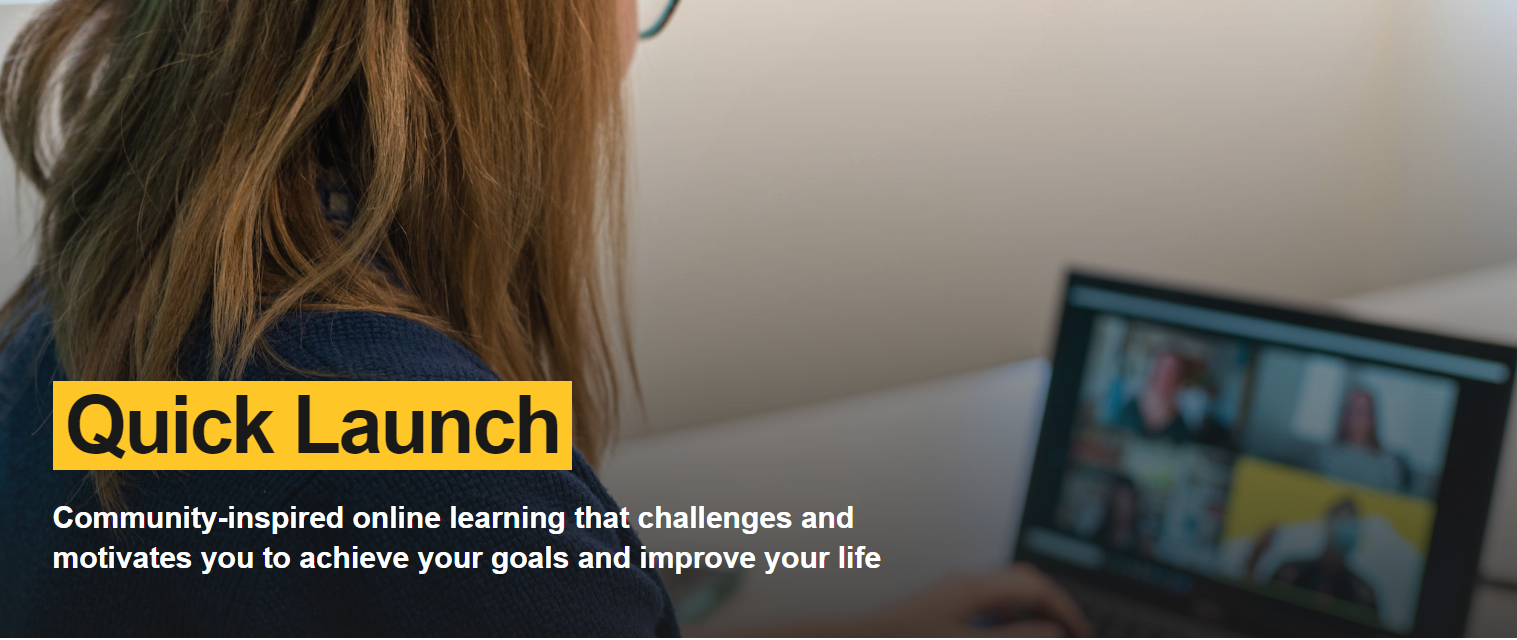 Quick Launch
Community-inspired online learning that challenges and
motivates you to achieve your goals and improve your life